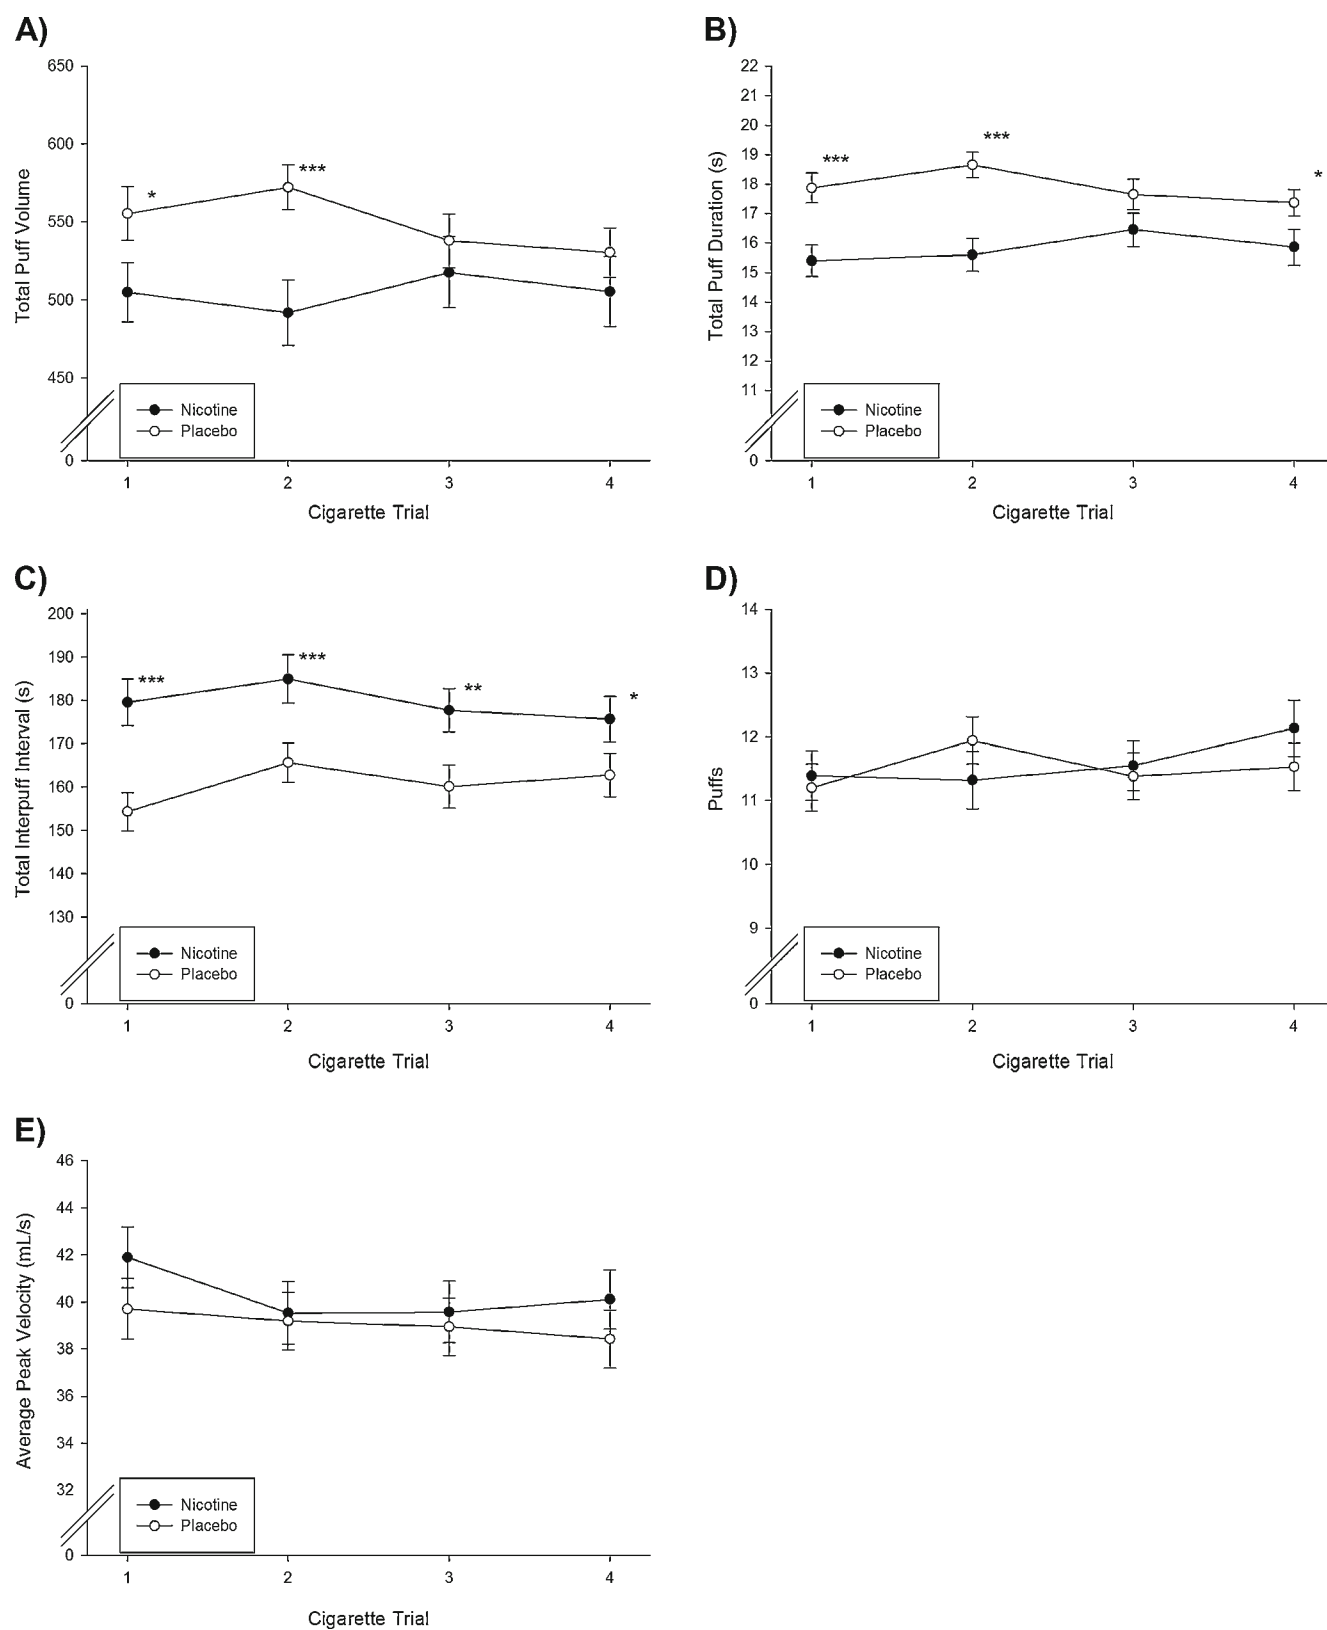 A)
650
600
550
500
450
0
Total Puff Volume
*
***
Nicotine
Placebo
1 2 3 4
Cigarette Trial
B)
22
21
20
19
18
17
16
15
14
13
12
11
0
Total Puff Duration (s)
***
***
*
Nicotine
Placebo
1 2 3 4
Cigarette Trial
C)
200
190
180
170
160
150
140
130
0
Total Interpuff Interval (s)
***
***
**
*
Nicotine
Placebo
1 2 3 4
Cigarette Trial
D)
14
13
12
11
10
9
0
Puffs
Nicotine
Placebo
1 2 3 4
Cigarette Trial
E)
46
44
42
40
38
36
34
32
0
Average Peak Velocity (mL/s)
Nicotine
Placebo
1 2 3 4
Cigarette Trial